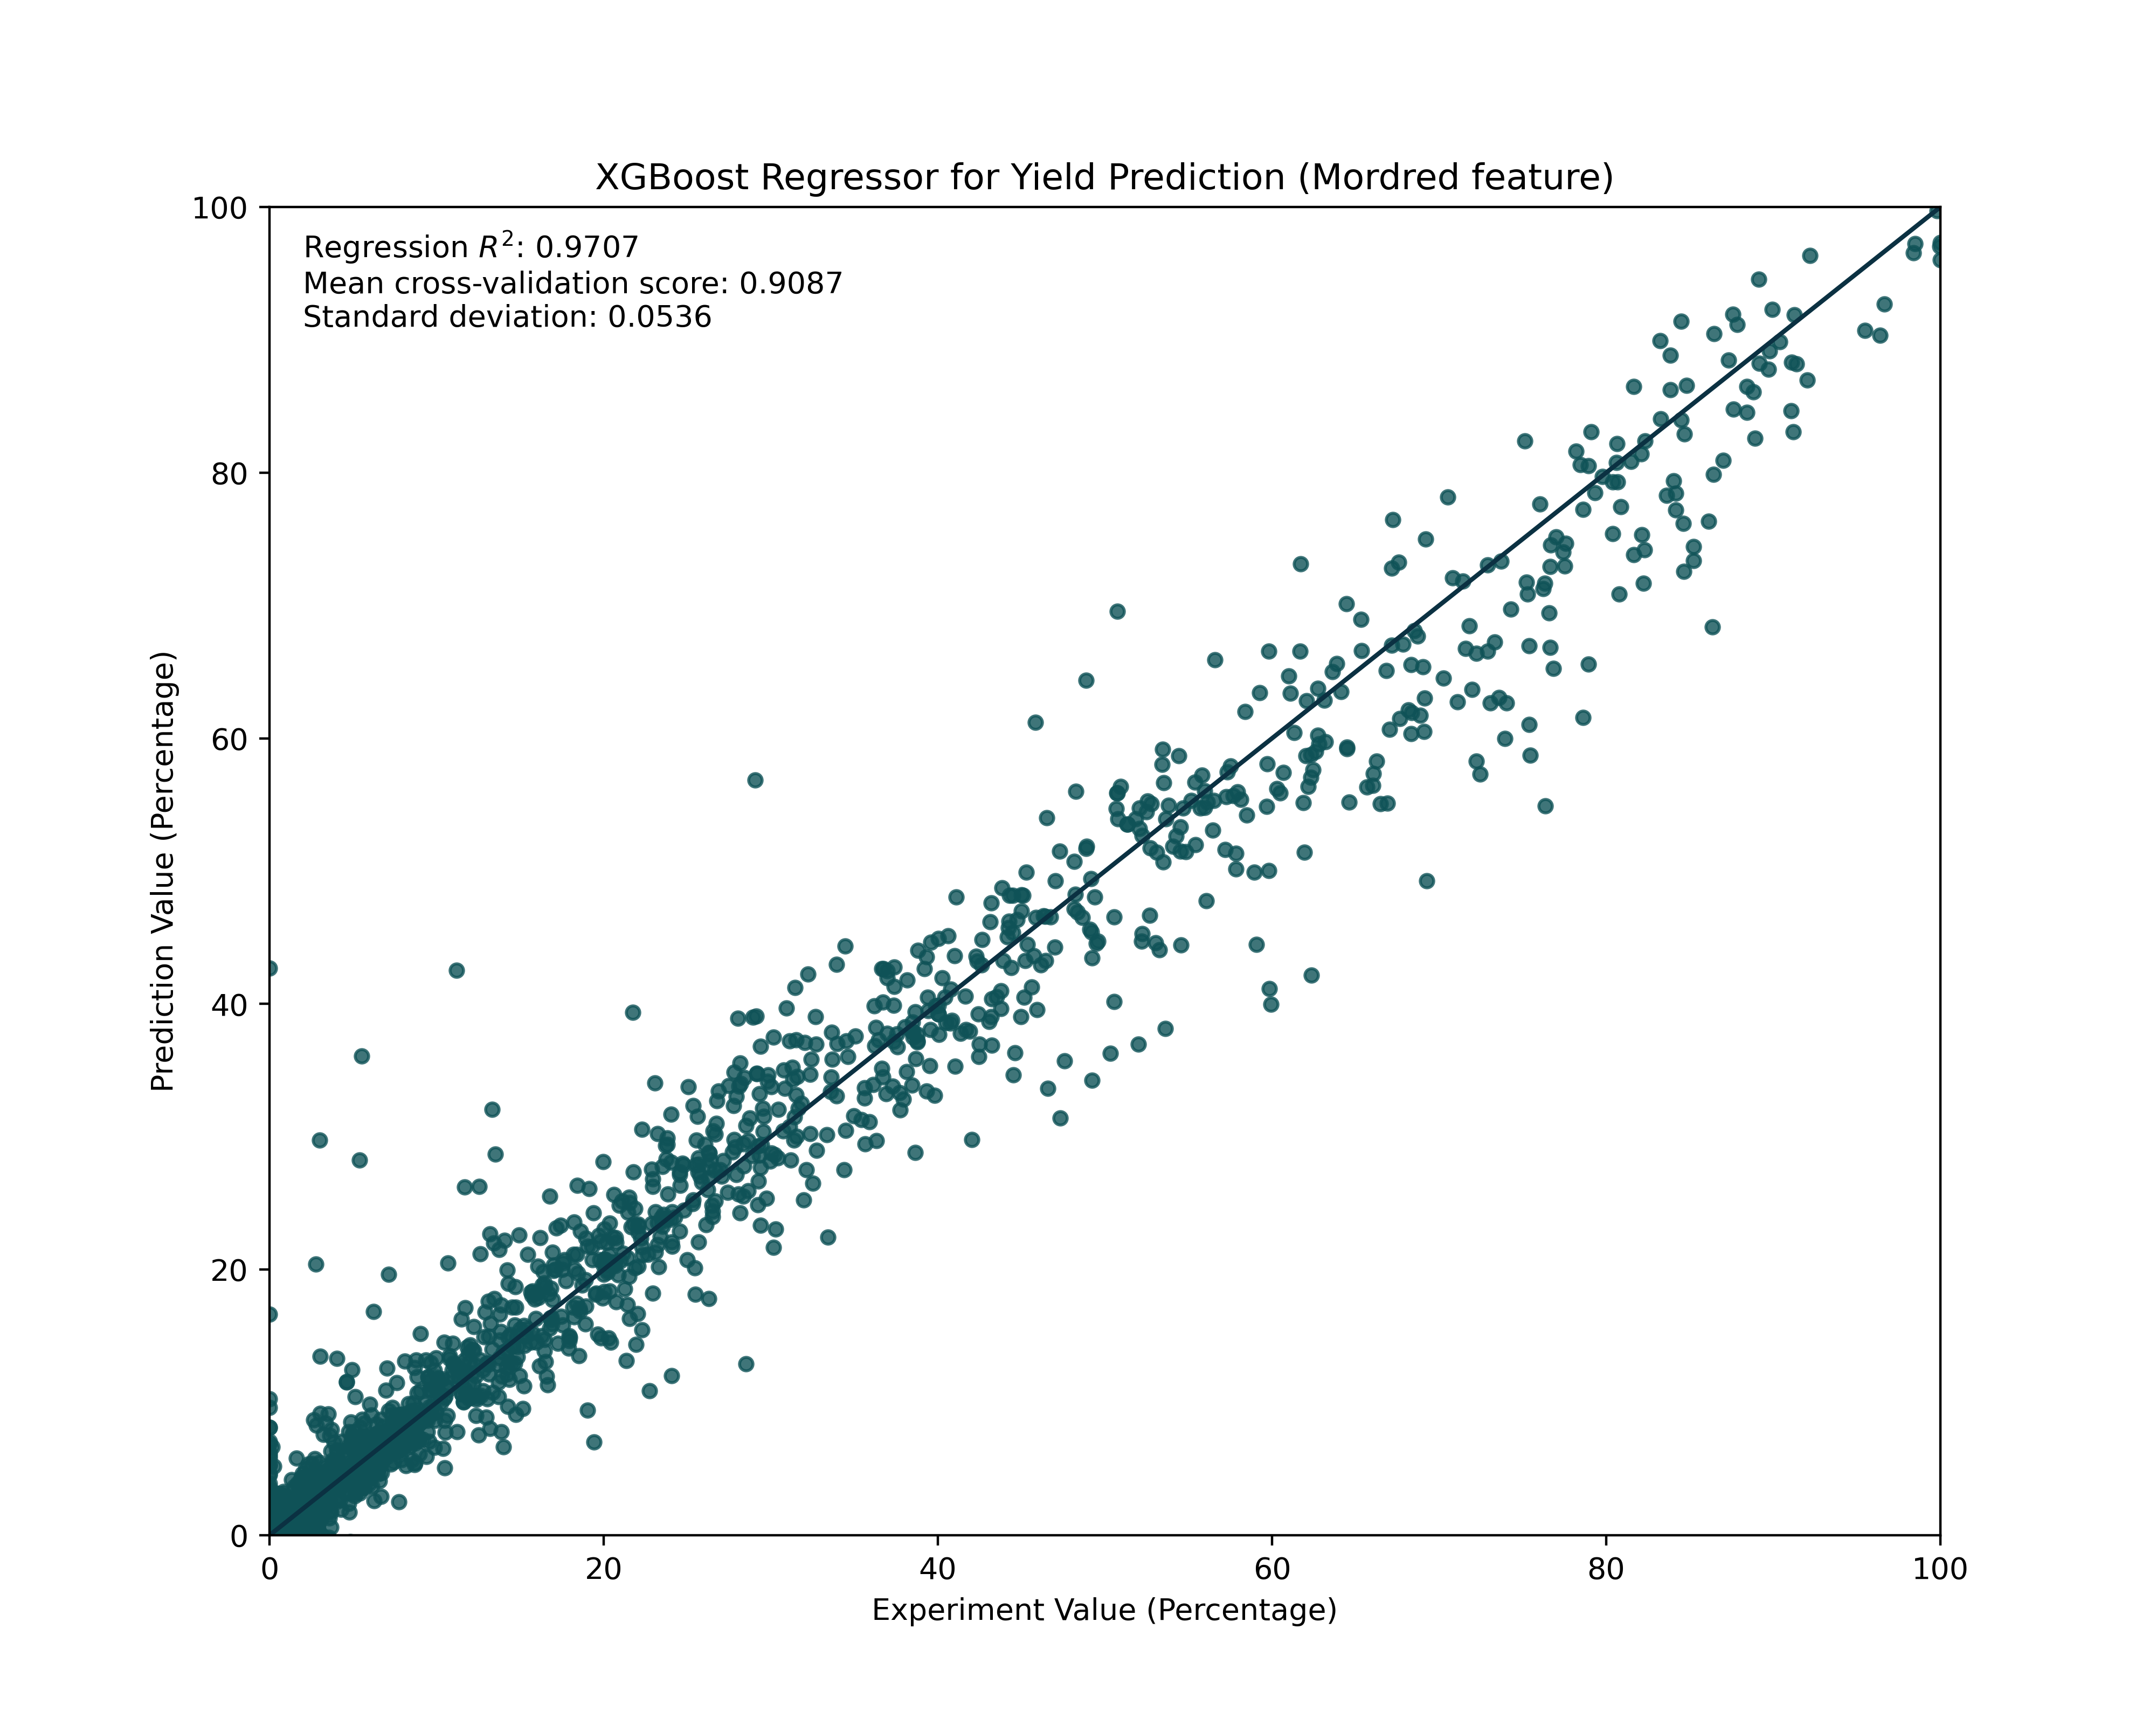 XGBoost Regressor for Yield Prediction (Mordred feature)
Regression R²: 0.9707
Mean cross-validation score: 0.9087
Standard deviation: 0.0536
Prediction Value (Percentage)
100
80
60
40
20
0
0 20 40 60 80 100
Experiment Value (Percentage)